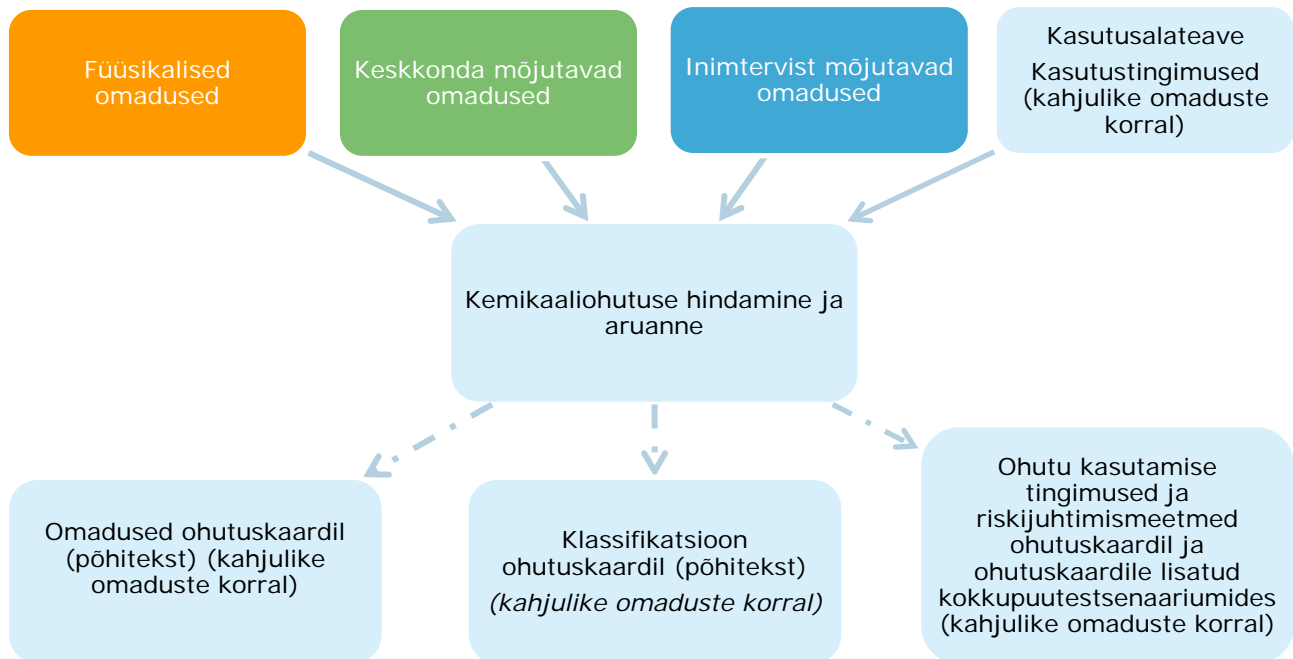 Füüsikalised
omadused
Keskkonda mõjutavad
omadused
Inimtervist mõjutavad
omadused
Kasutusalateave
Kasutustingimused
(kahjulike omaduste
korral)
Kemikaaliohutuse hindamine ja
aruanne
Omadused ohutuskaardil
(põhitekst) (kahjulike
omaduste korral)
Klassifikatsioon
ohutuskaardil (põhitekst)
(kahjulike omaduste korral)
Ohutu kasutamise
tingimused ja
riskijuhtimismeetmed
ohutuskaardil ja
ohutuskaardile lisatud
kokkupuutestsenaariumides
(kahjulike omaduste korral)